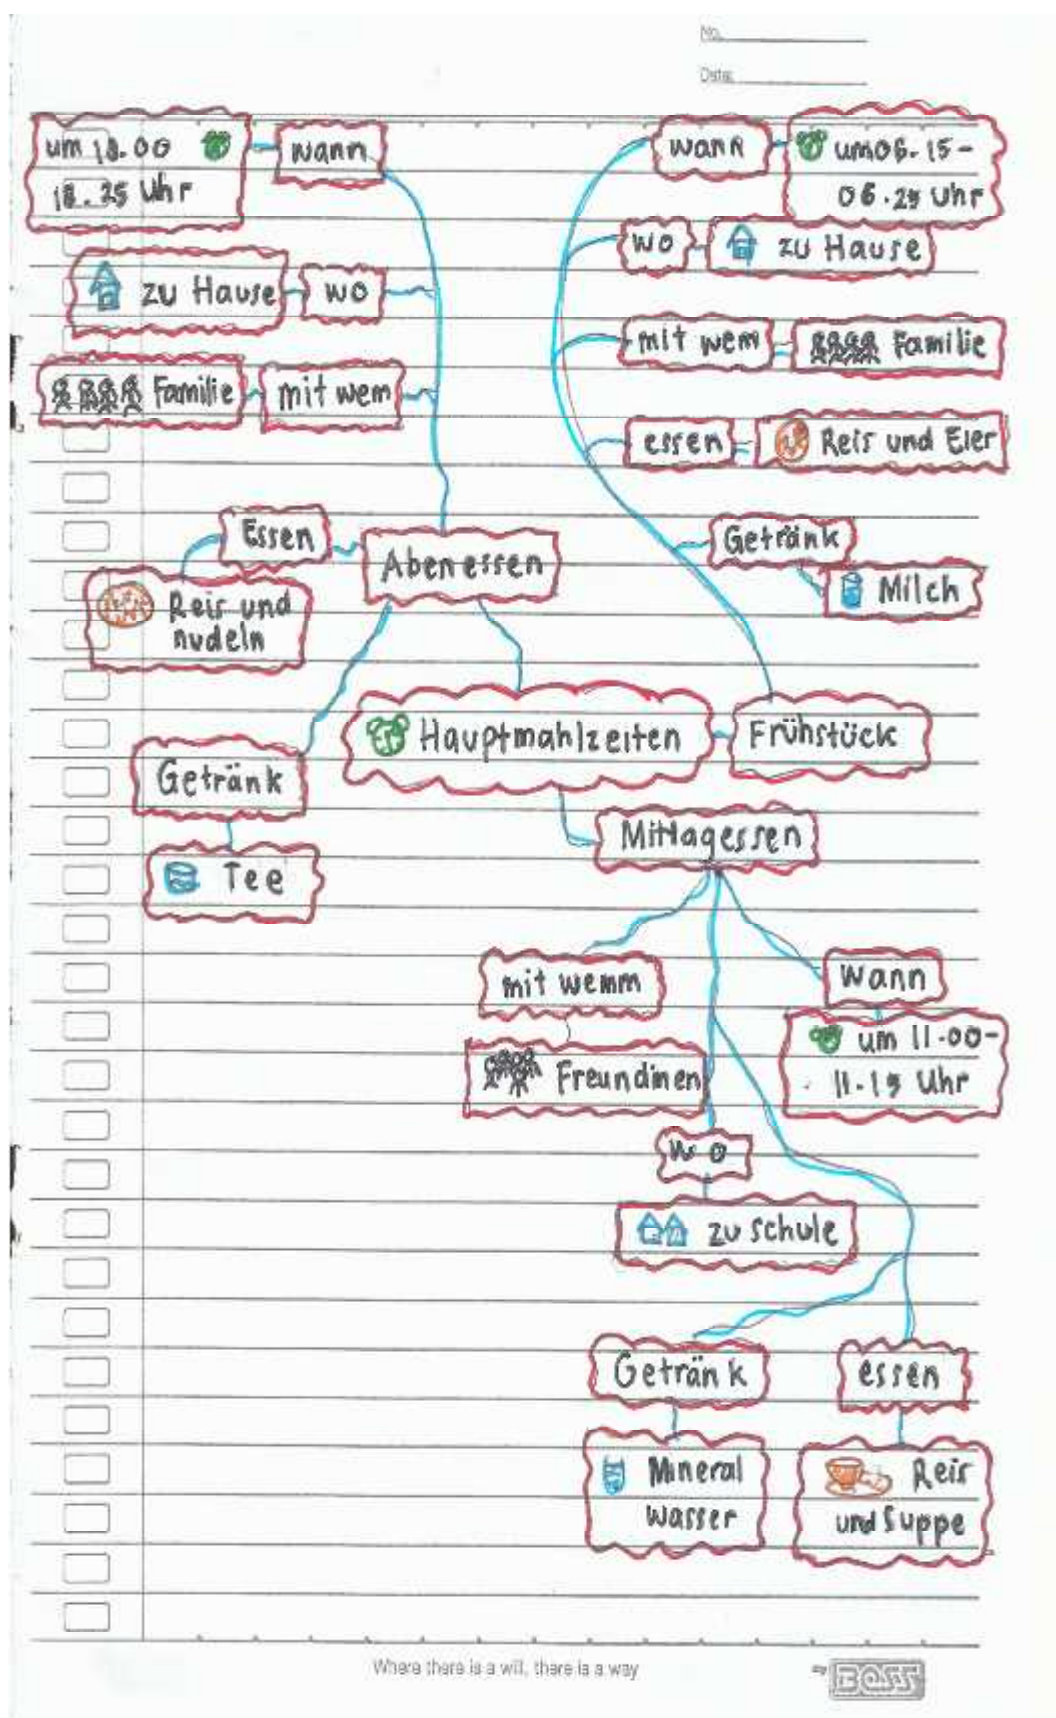 No.
Date:
um 18.00
18.25 Uhr
wann
wann
um 06.15-
06.25 Uhr
zu Hause
wo
wo
zu Hause
Familie
mit wem
mit wem
Familie
essen
Reis und Eier
Essen
Abenessen
Getränk
Milch
Reis und
nudeln
Hauptmahlzeiten
Frühstück
Getränk
Tee
Mittagessen
mit wemm
Freundinen
wann
um 11.00-
11.15 Uhr
wo
zu schule
Getränk
essen
Mineral
wasser
Reis
und Suppe
Where there is a will, there is a way
BOSS